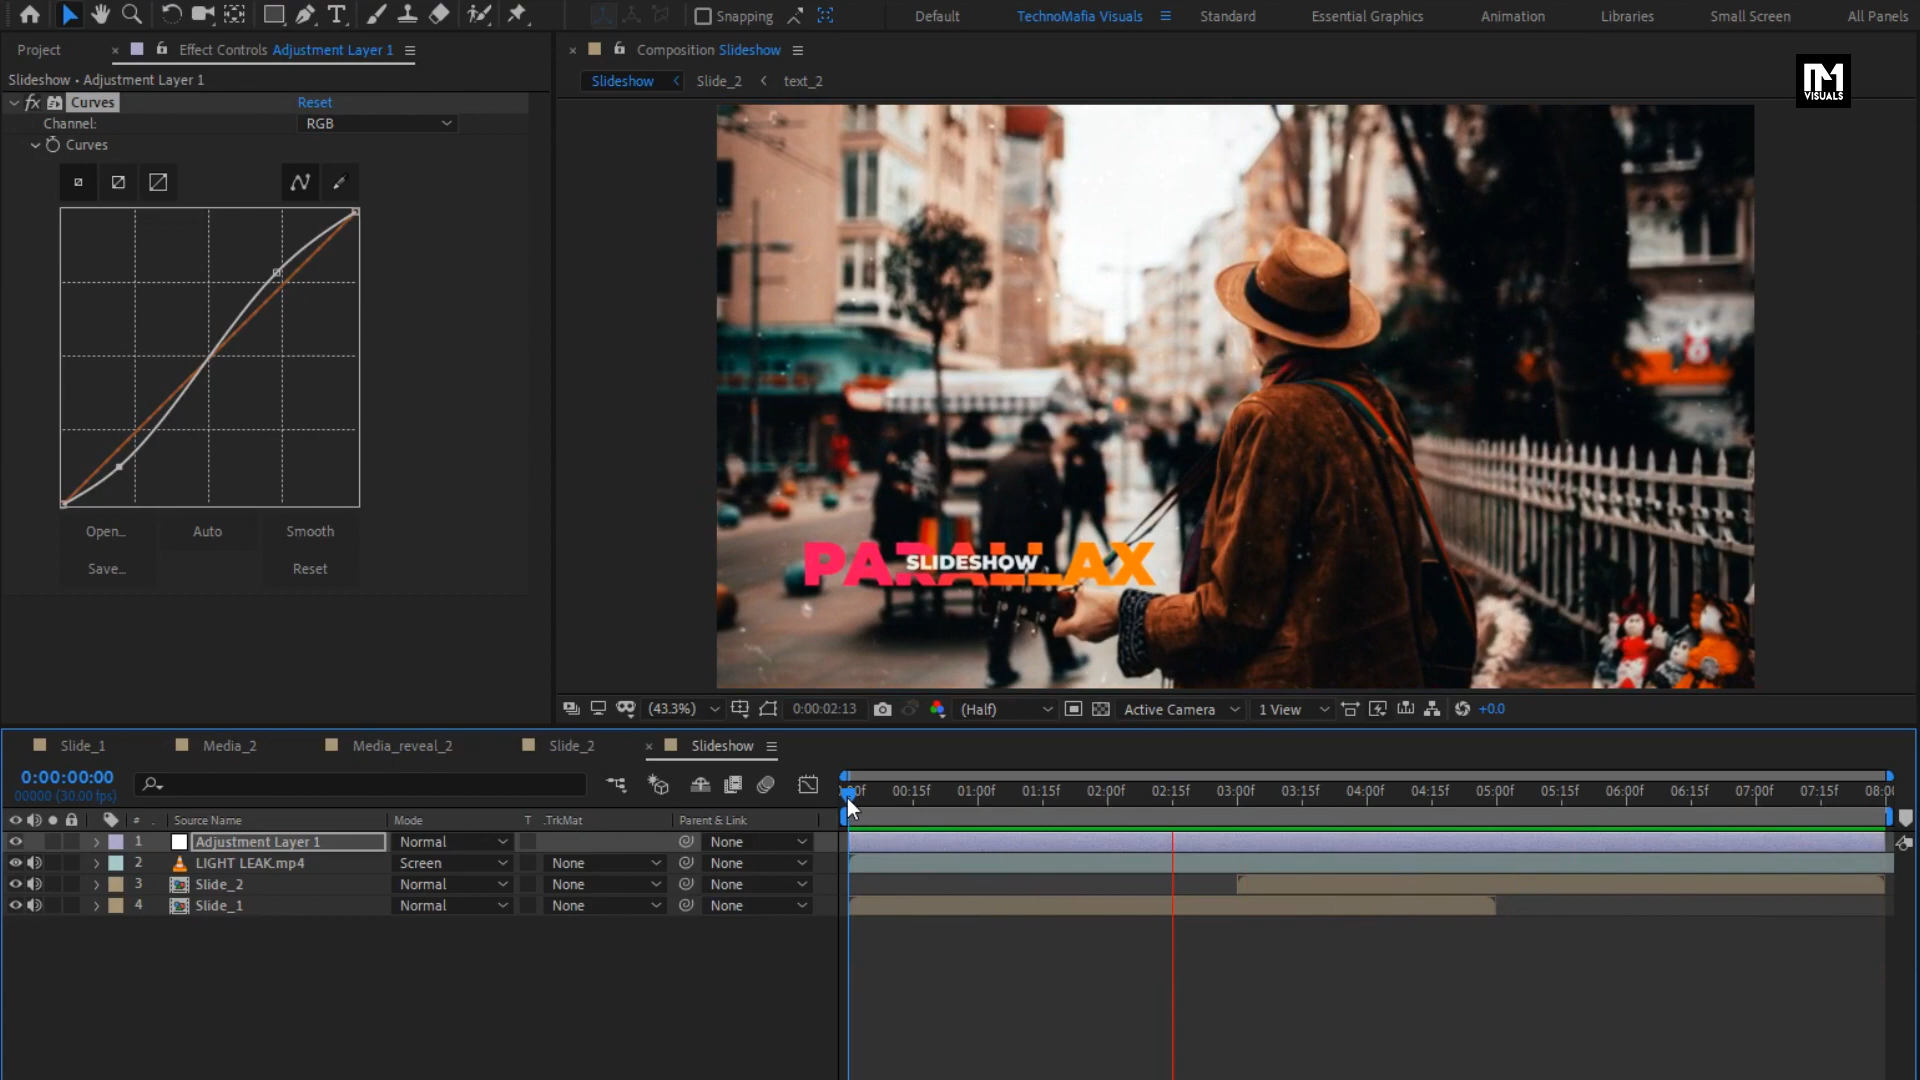 Snapping
Default
TechnoMafia Visuals
Standard
Essential Graphics
Animation
Libraries
Small Screen
All Panels
Project
Effect Controls Adjustment Layer 1
Composition Slideshow
Slideshow • Adjustment Layer 1
Slideshow
Slide_2
text_2
VISUALS
fx Curves
Reset
Channel:
RGB
Curves
Open...
Auto
Smooth
Save...
Reset
PARALLAX
SLIDESHOW
(43.3%)
0:00:02:13
(Half)
Active Camera
1 View
+0.0
Slide_1
Media_2
Media_reveal_2
Slide_2
Slideshow
0:00:00:00
00000 (30.00 fps)
00:15f 01:00f 01:15f 02:00f 02:15f 03:00f 03:15f 04:00f 04:15f 05:00f 05:15f 06:00f 06:15f 07:00f 07:15f
# Source Name Mode T .TrkMat Parent & Link
1 Adjustment Layer 1 Normal None
2 LIGHT LEAK.mp4 Screen None None
3 Slide_2 Normal None None
4 Slide_1 Normal None None